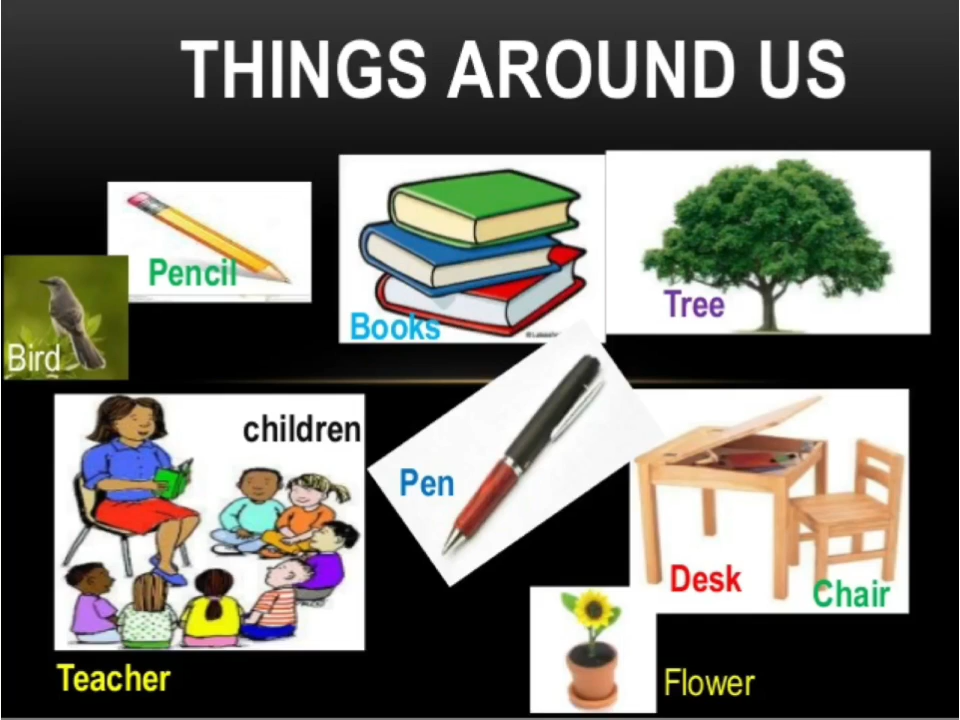 THINGS AROUND US
Pencil
Bird
Books
Tree
children
Pen
Desk
Chair
Teacher
Flower